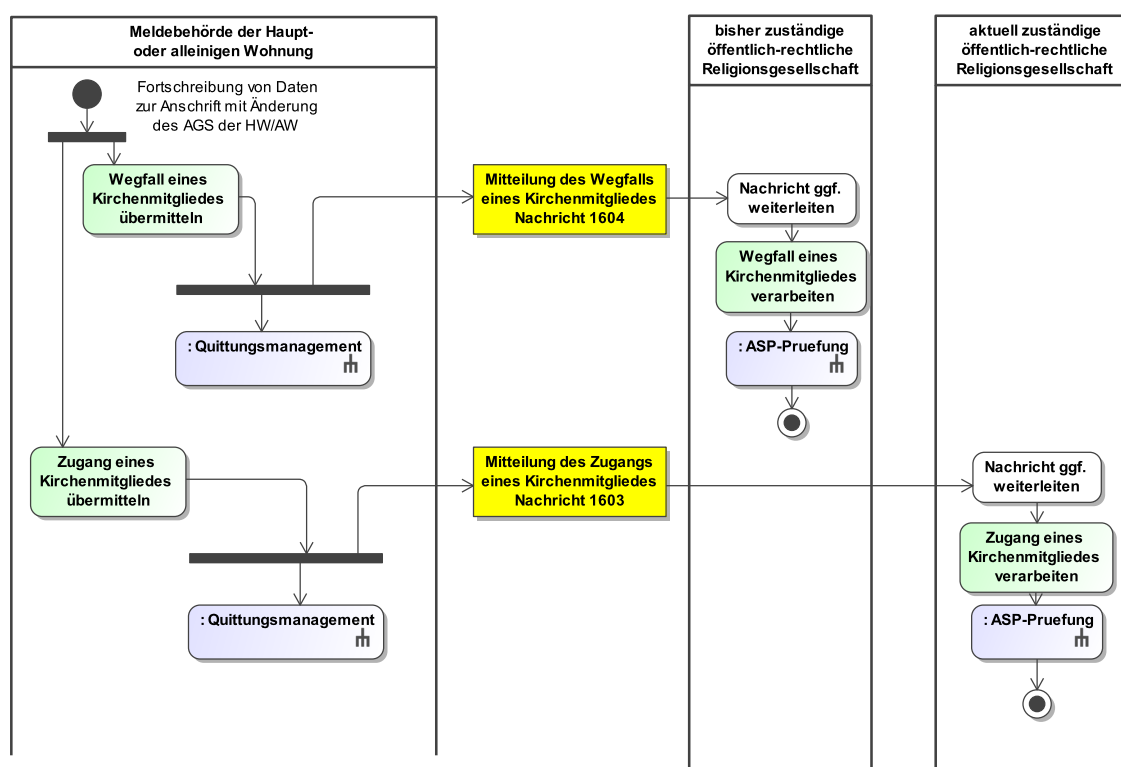 Meldebehörde der Haupt-
oder alleinigen Wohnung
bisher zuständige
öffentlich-rechtliche
Religionsgesellschaft
aktuell zuständige
öffentlich-rechtliche
Religionsgesellschaft
Fortschreibung von Daten
zur Anschrift mit Änderung
des AGS der HW/AW
Wegfall eines
Kirchenmitgliedes
übermitteln
Mitteilung des Wegfalls
eines Kirchenmitgliedes
Nachricht 1604
Nachricht ggf.
weiterleiten
Wegfall eines
Kirchenmitgliedes
verarbeiten
: Quittungsmanagement
: ASP-Pruefung
Zugang eines
Kirchenmitgliedes
übermitteln
Mitteilung des Zugangs
eines Kirchenmitgliedes
Nachricht 1603
Nachricht ggf.
weiterleiten
Zugang eines
Kirchenmitgliedes
verarbeiten
: Quittungsmanagement
: ASP-Pruefung